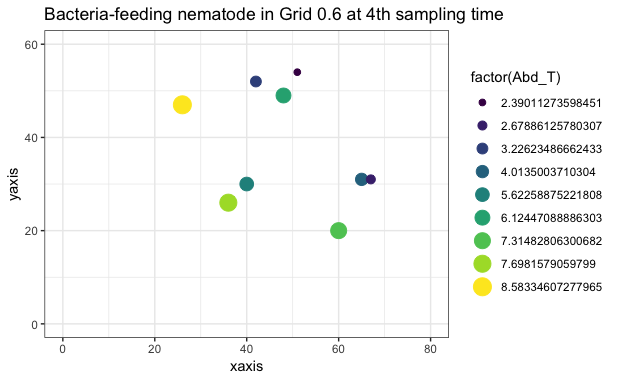 Bacteria-feeding nematode in Grid 0.6 at 4th sampling time
60
40
20
0
yaxis
0 20 40 60 80
xaxis
factor(Abd_T)
2.39011273598451
2.67886125780307
3.22623486662433
4.0135003710304
5.62258875221808
6.12447088886303
7.31482806300682
7.6981579059799
8.58334607277965